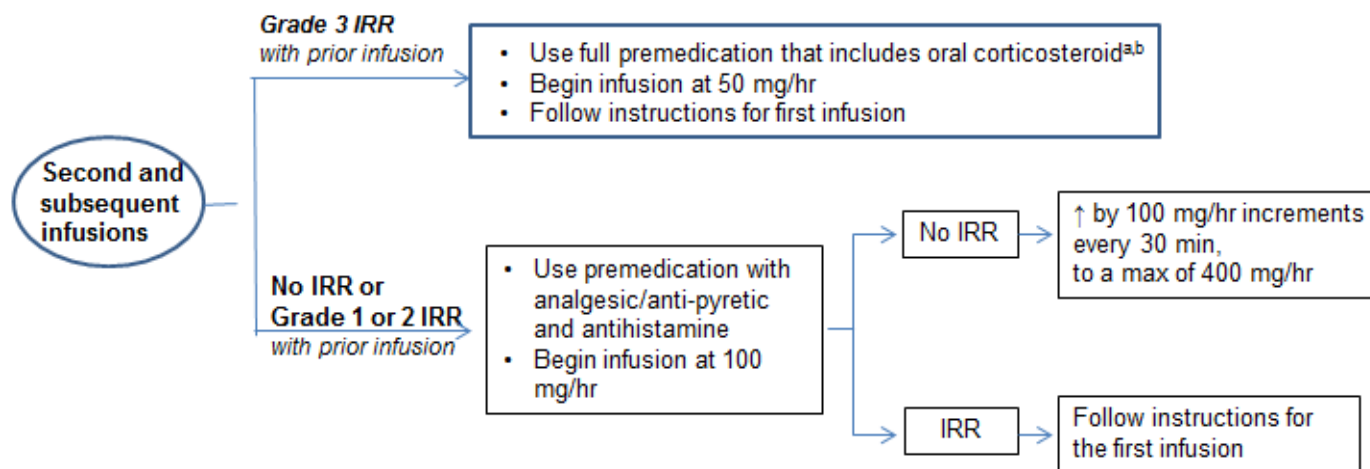 Grade 3 IRR
with prior infusion
• Use full premedication that includes oral corticosteroidᵃ,ᵇ
• Begin infusion at 50 mg/hr
• Follow instructions for first infusion
Second and
subsequent
infusions
No IRR or
Grade 1 or 2 IRR
with prior infusion
• Use premedication with
analgesic/anti-pyretic
and antihistamine
• Begin infusion at 100
mg/hr
No IRR
↑ by 100 mg/hr increments
every 30 min,
to a max of 400 mg/hr
IRR
Follow instructions for
the first infusion